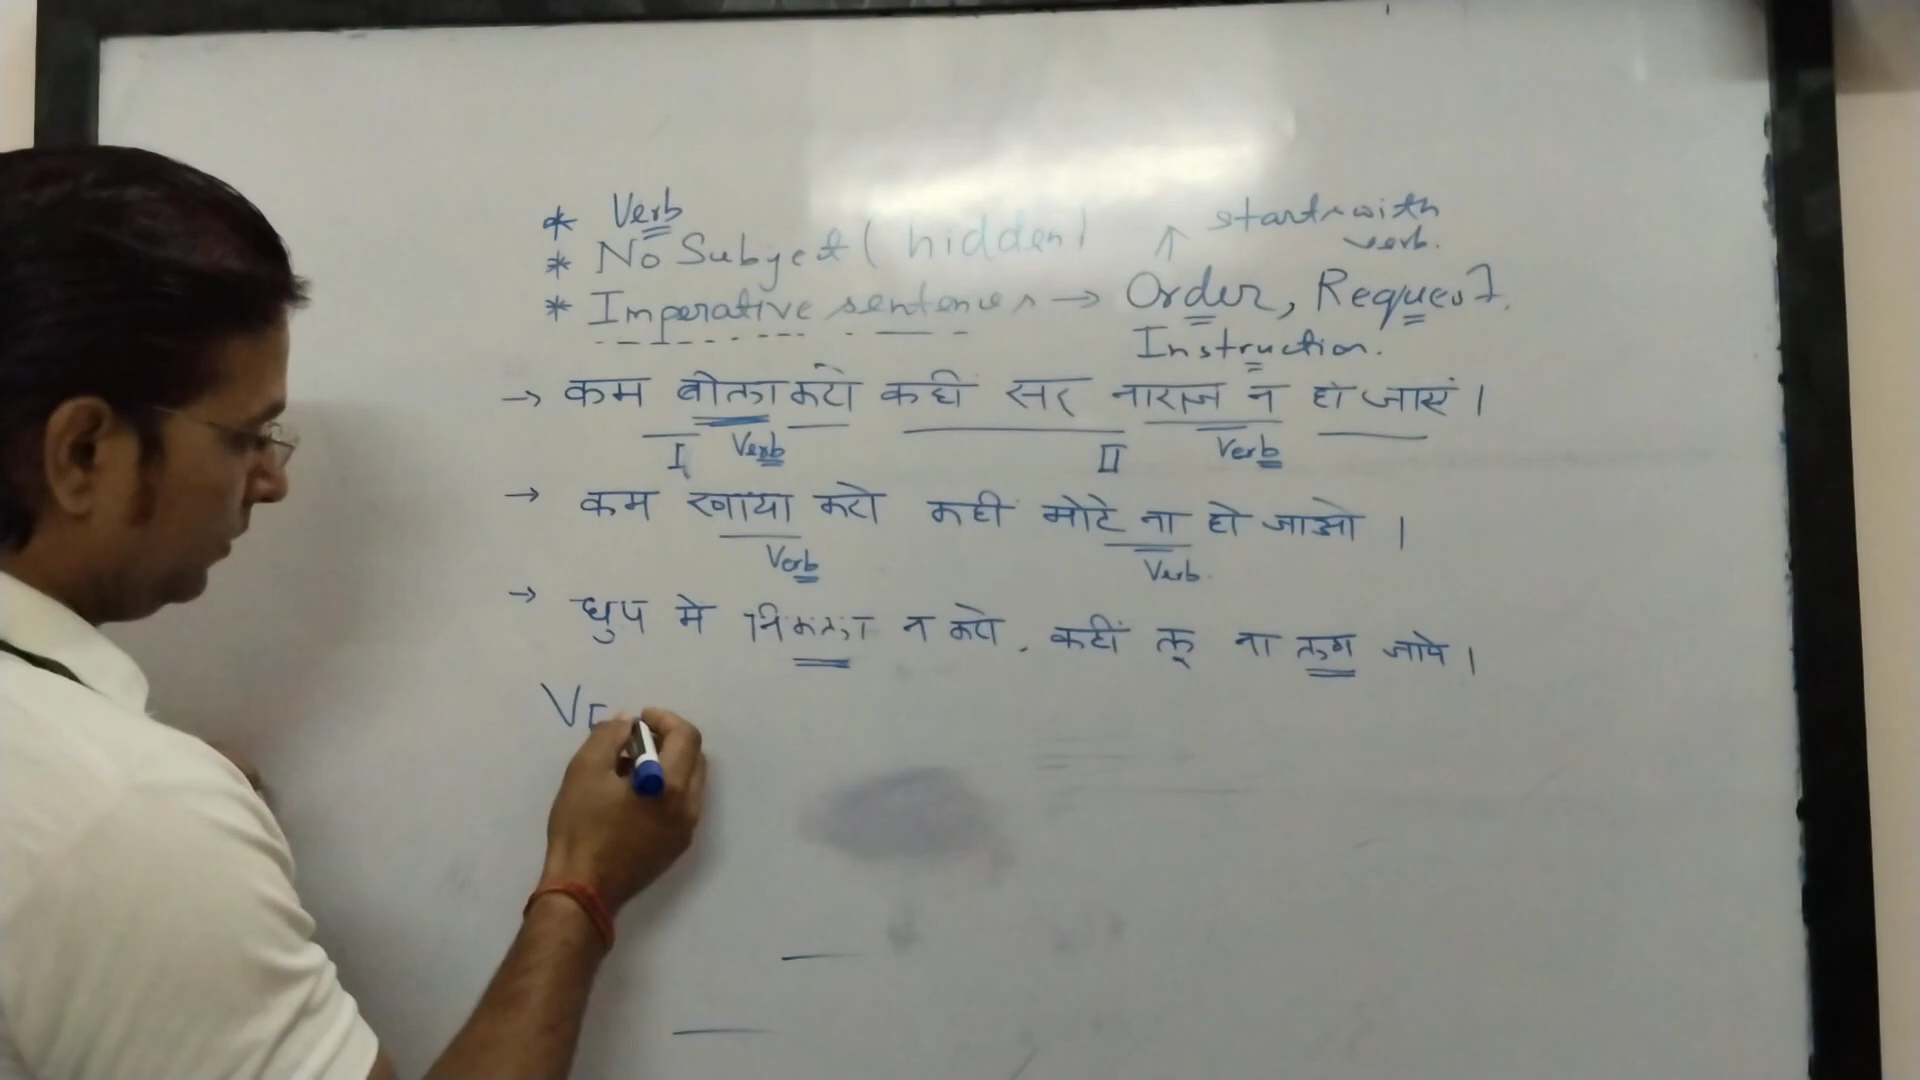 * Verb
* No Subject (hidden) ↑ starts with
verb.
* Imperative sentences → Order, Request.
Instruction.
→ कम बोला करो कहीं सर नाराज न हो जाएं।
I Verb II Verb
→ कम खाया करो कहीं मोटे ना हो जाओ।
Verb Verb.
→ धुप मे निकला न करो, कहीं लू ना लग जाये।
V